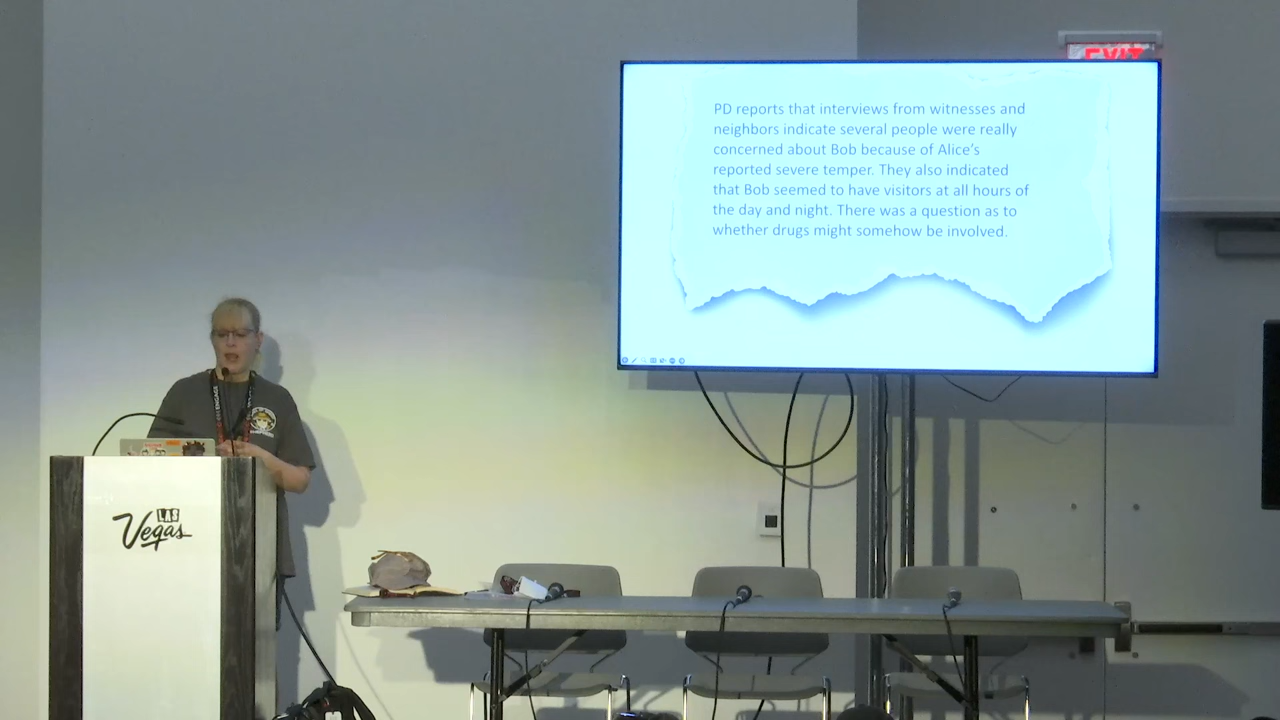 EXIT
PD reports that interviews from witnesses and
neighbors indicate several people were really
concerned about Bob because of Alice’s
reported severe temper. They also indicated
that Bob seemed to have visitors at all hours of
the day and night. There was a question as to
whether drugs might somehow be involved.
LAS
Vegas